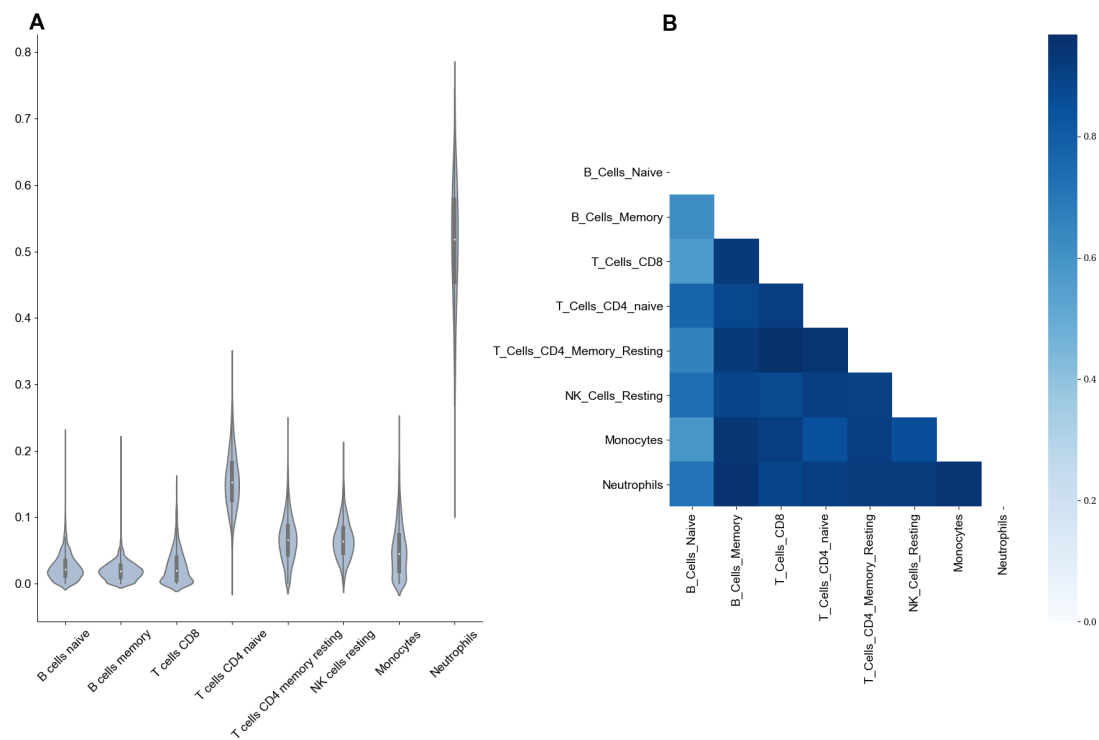 A
0.8
0.7
0.6
0.5
0.4
0.3
0.2
0.1
0.0
B cells naive
B cells memory
T cells CD8
T cells CD4 naive
T cells CD4 memory resting
NK cells resting
Monocytes
Neutrophils
B
B_Cells_Naive
B_Cells_Memory
T_Cells_CD8
T_Cells_CD4_naive
T_Cells_CD4_Memory_Resting
NK_Cells_Resting
Monocytes
Neutrophils
B_Cells_Naive
B_Cells_Memory
T_Cells_CD8
T_Cells_CD4_naive
T_Cells_CD4_Memory_Resting
NK_Cells_Resting
Monocytes
Neutrophils
0.8
0.6
0.4
0.2
0.0